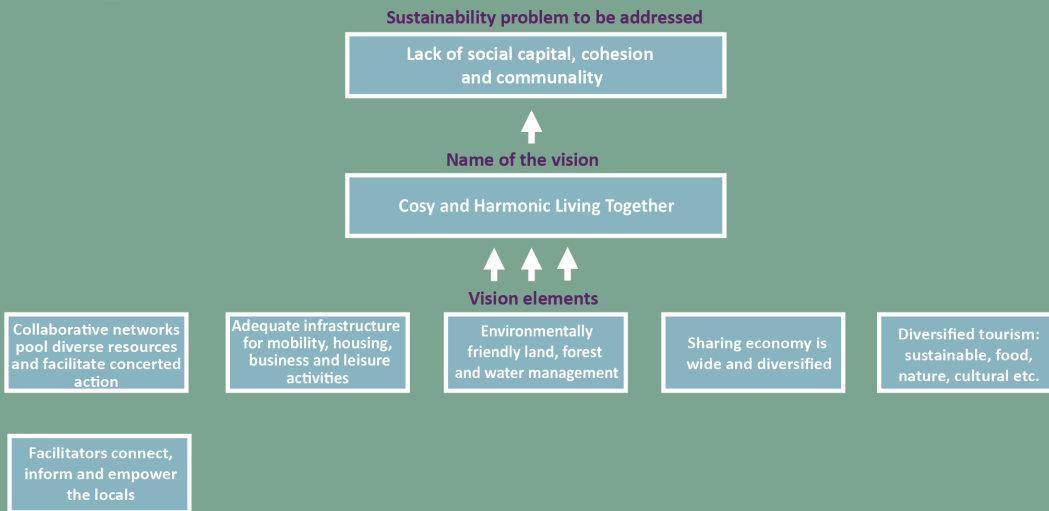 Sustainability problem to be addressed
Lack of social capital, cohesion
and communality
Name of the vision
Cosy and Harmonic Living Together
Vision elements
Collaborative networks
pool diverse resources
and facilitate concerted
action
Adequate infrastructure
for mobility, housing,
business and leisure
activities
Environmentally
friendly land, forest
and water management
Sharing economy is
wide and diversified
Diversified tourism:
sustainable, food,
nature, cultural etc.
Facilitators connect,
inform and empower
the locals